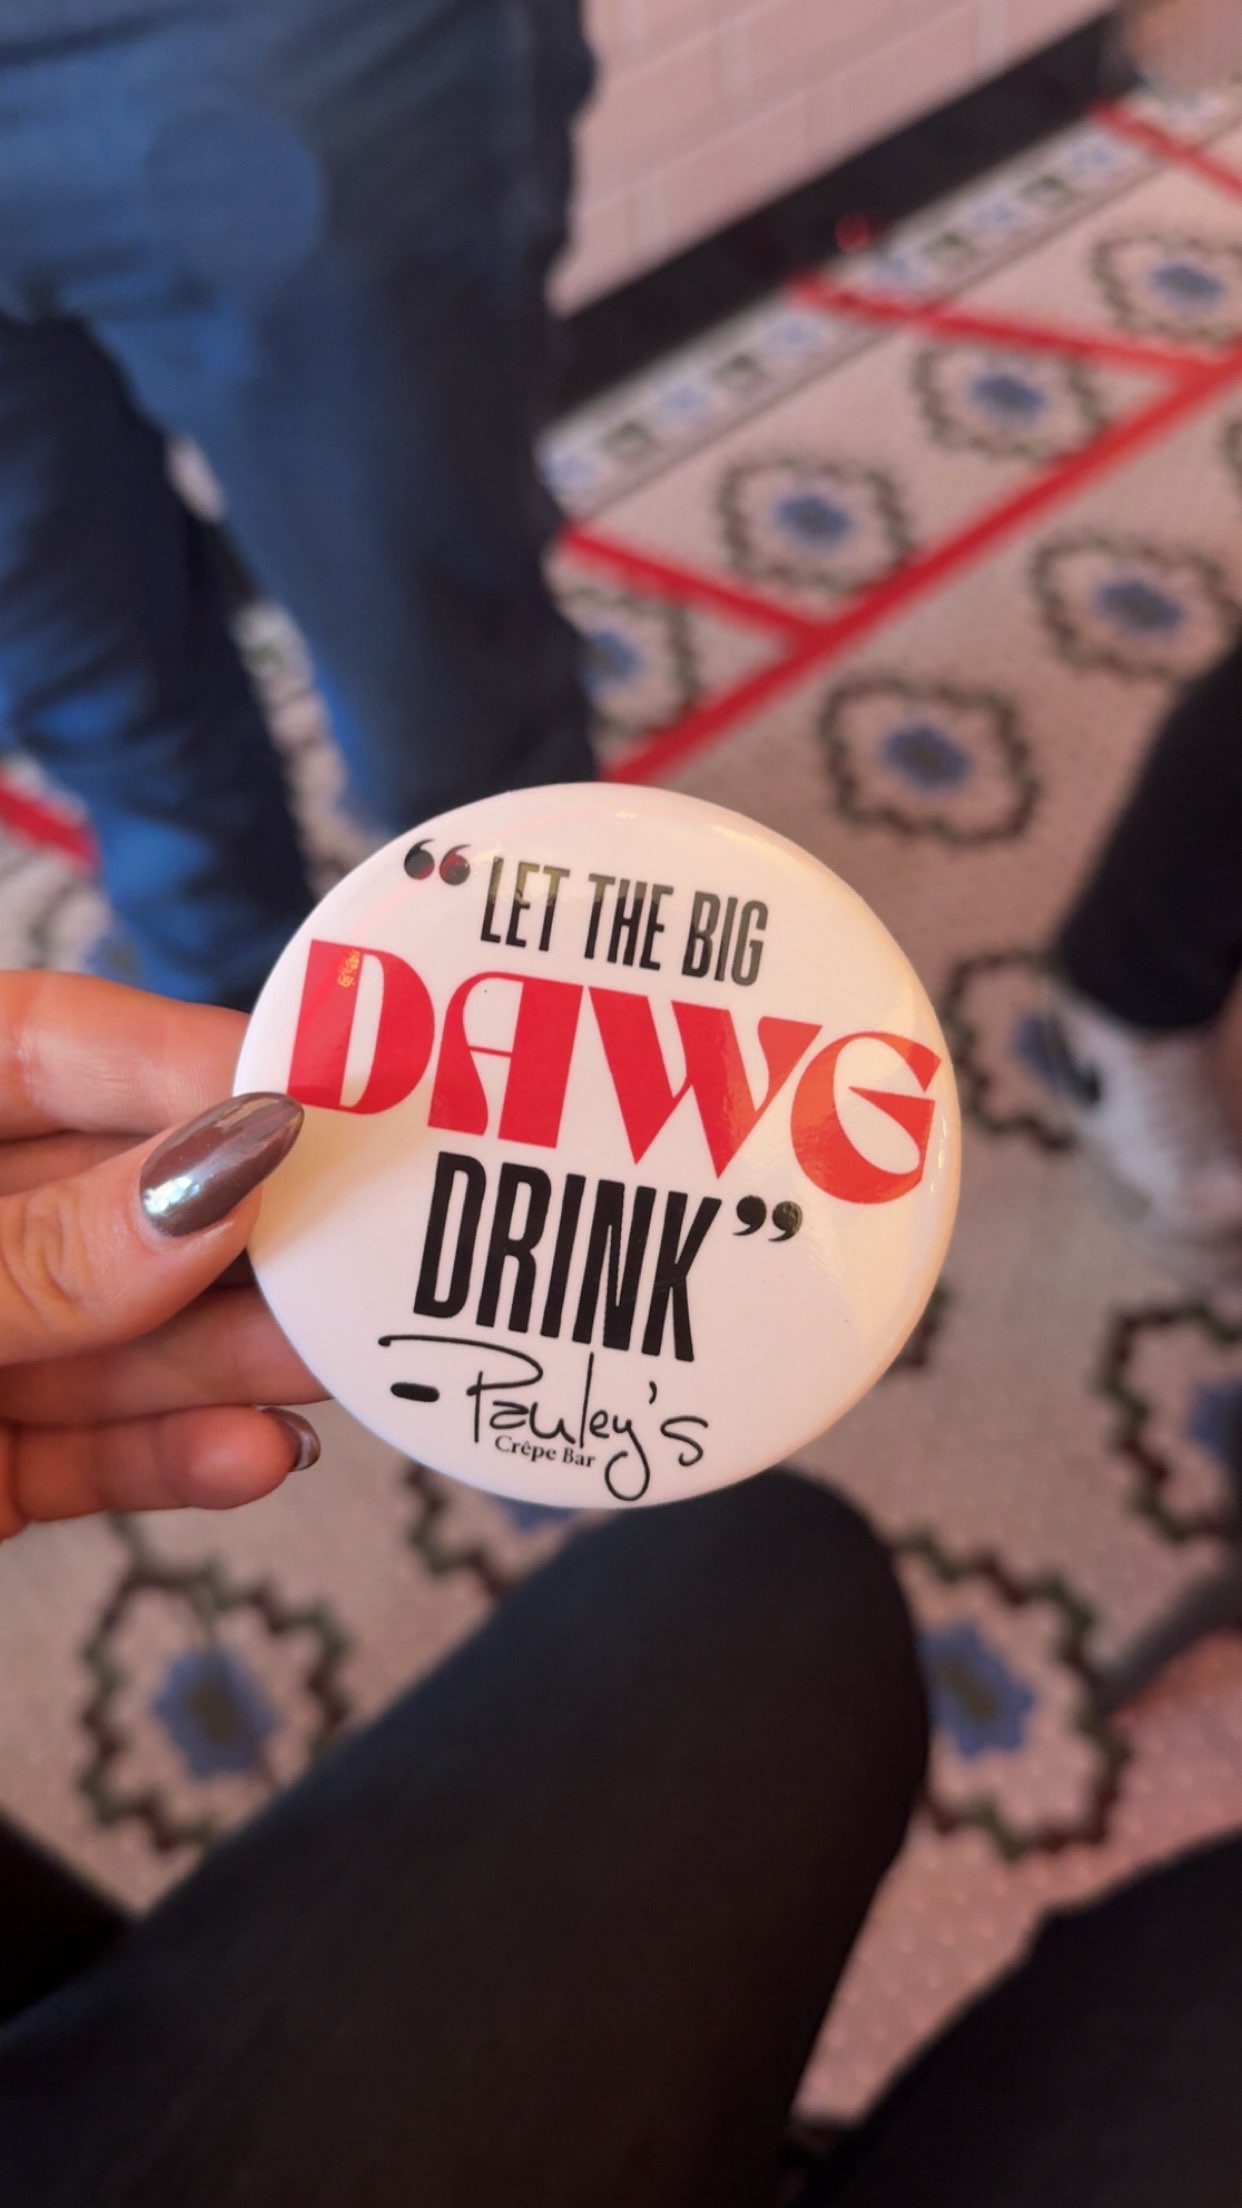 “LET THE BIG
DAWG
DRINK”
- Pauley's
Crêpe Bar